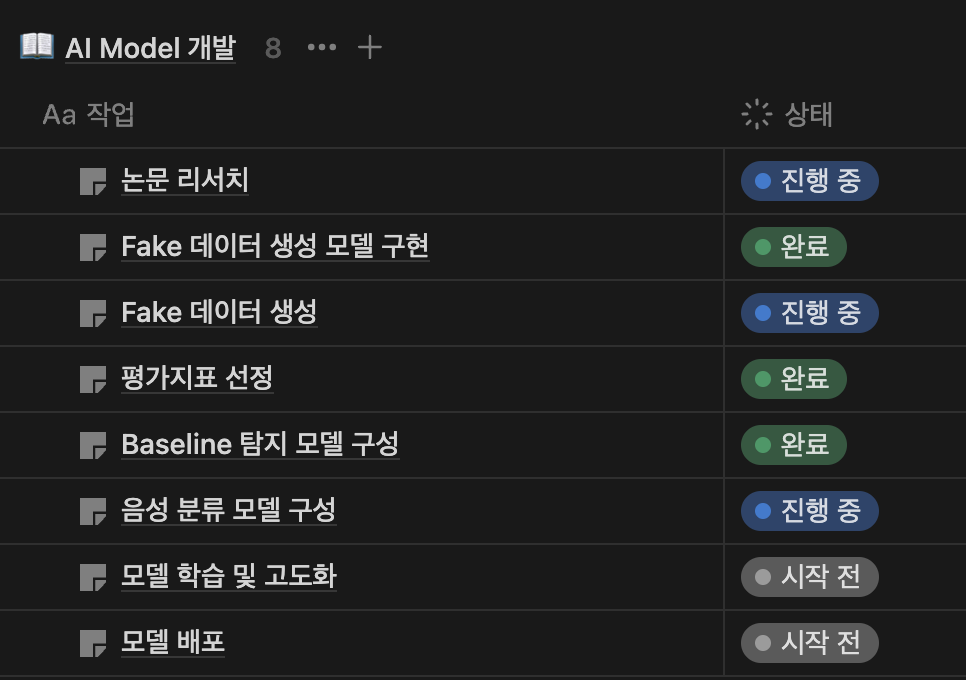 📖 AI Model 개발 8 ••• +
Aa 작업 상태
논문 리서치 진행 중
Fake 데이터 생성 모델 구현 완료
Fake 데이터 생성 진행 중
평가지표 선정 완료
Baseline 탐지 모델 구성 완료
음성 분류 모델 구성 진행 중
모델 학습 및 고도화 시작 전
모델 배포 시작 전